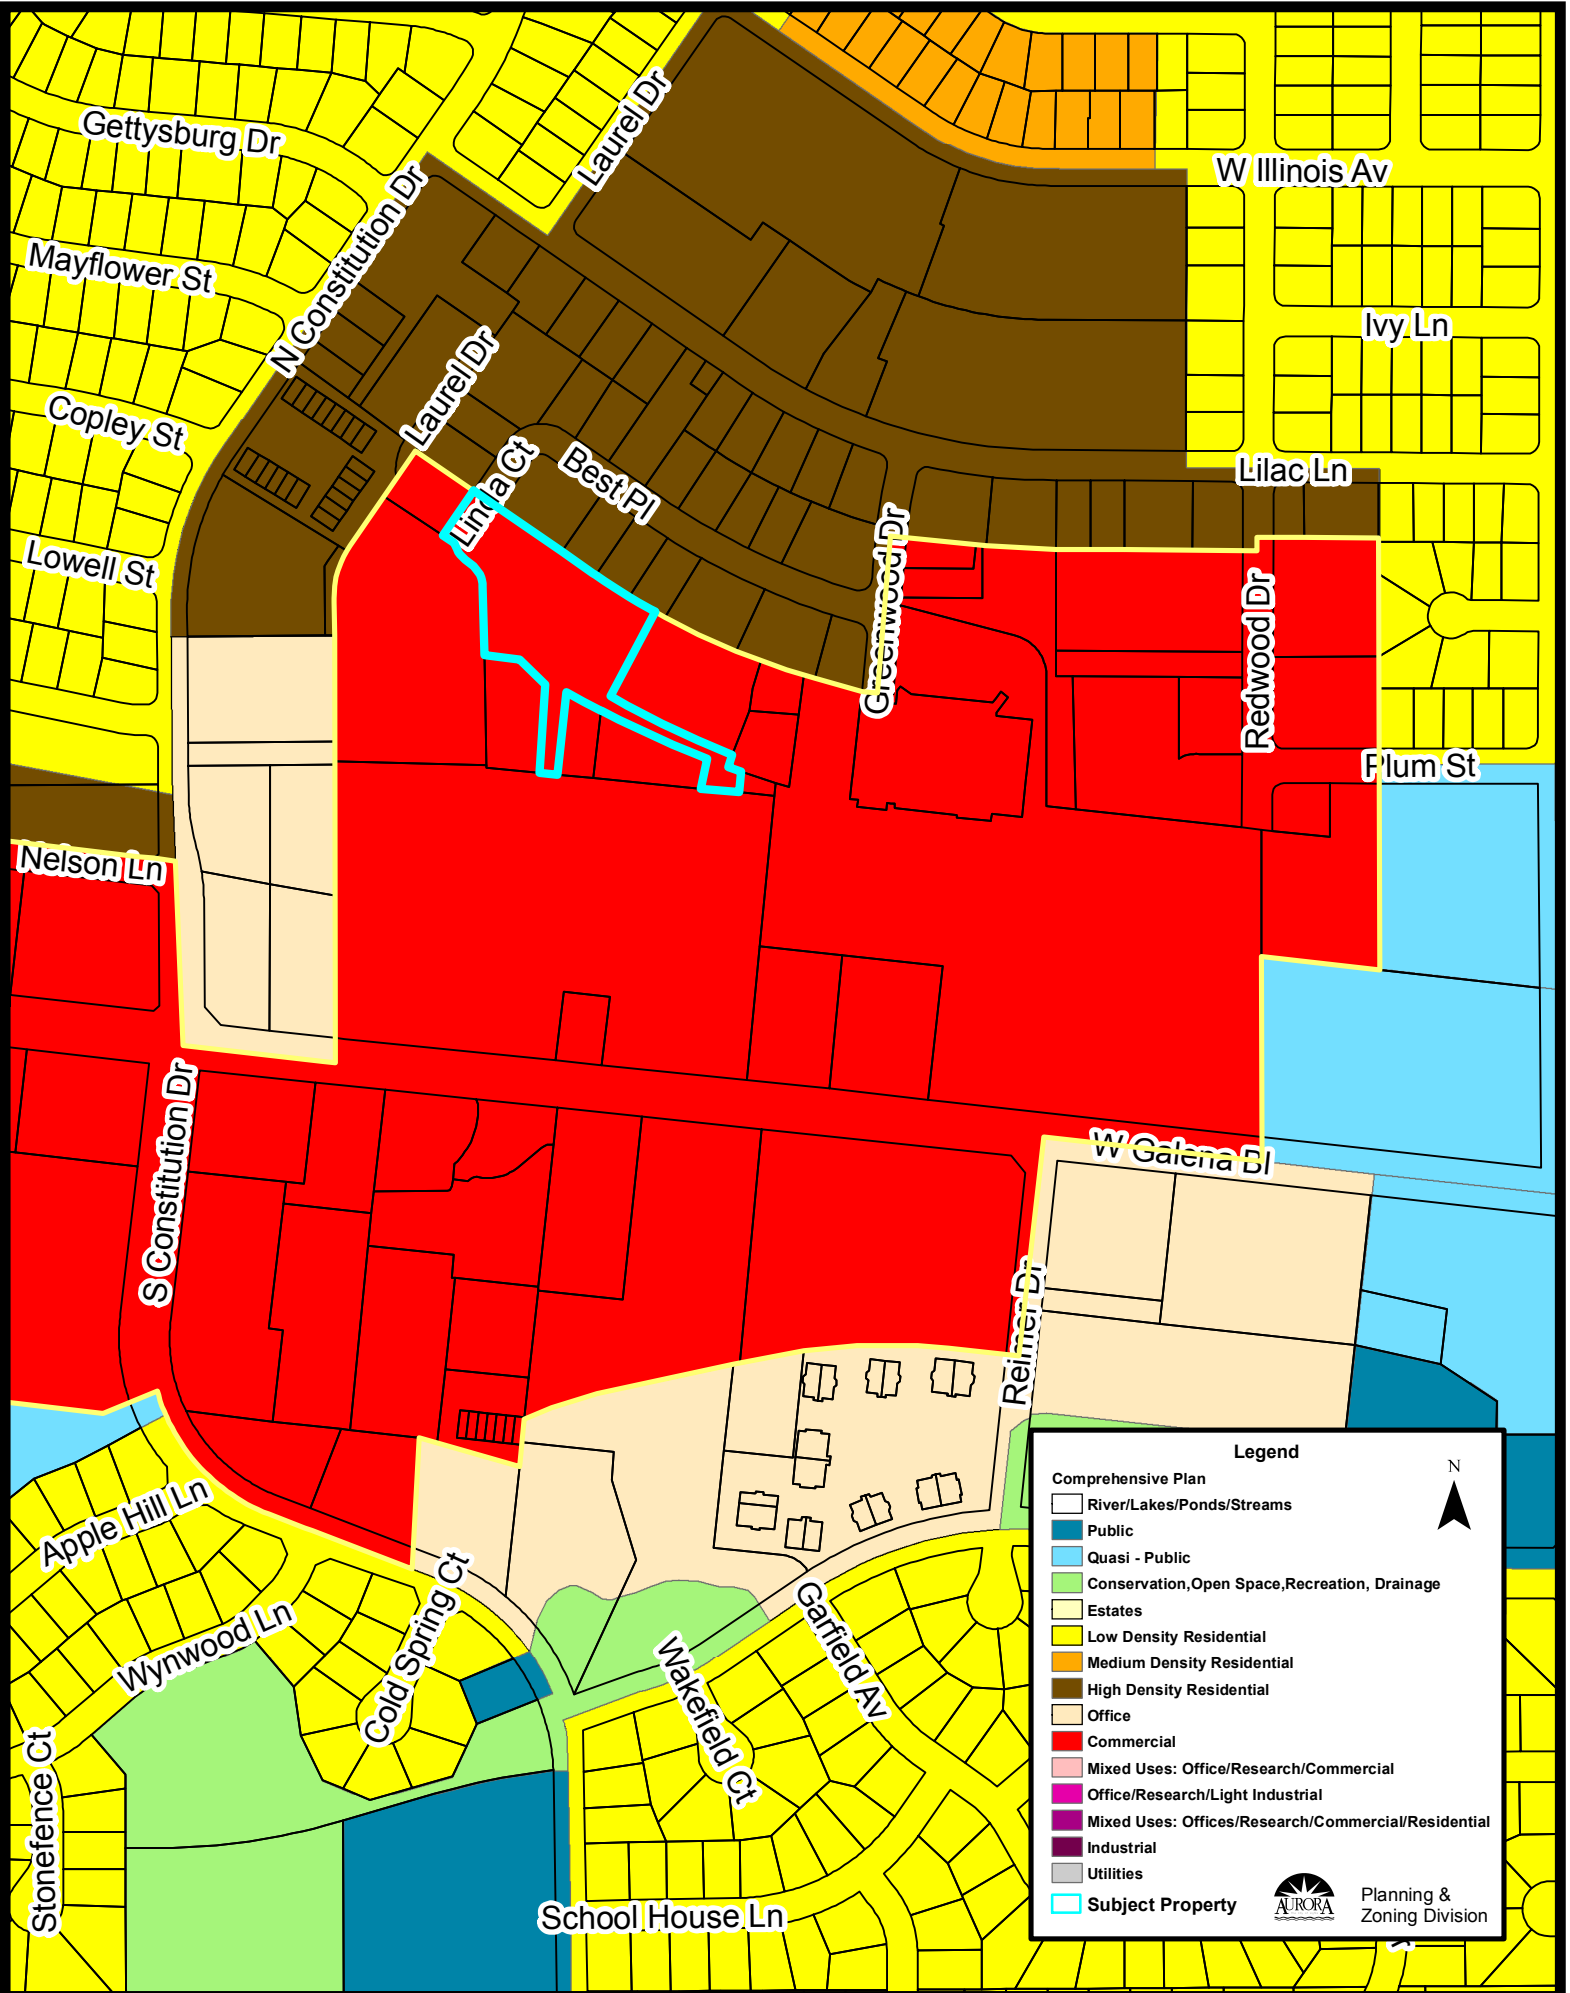 Gettysburg Dr
Laurel Dr
W Illinois Av
N Constitution Dr
Mayflower St
Ivy Ln
Laurel Dr
Copley St
Linda Ct
Best Pl
Lilac Ln
Lowell St
Greenwood Dr
Redwood Dr
Plum St
Nelson Ln
S Constitution Dr
W Galena Bl
Reimer Dr
Apple Hill Ln
Wynwood Ln
Cold Spring Ct
Garfield Av
Wakefield Ct
Stonefence Ct
School House Ln
Legend
Comprehensive Plan
N
River/Lakes/Ponds/Streams
Public
Quasi - Public
Conservation,Open Space,Recreation, Drainage
Estates
Low Density Residential
Medium Density Residential
High Density Residential
Office
Commercial
Mixed Uses: Office/Research/Commercial
Office/Research/Light Industrial
Mixed Uses: Offices/Research/Commercial/Residential
Industrial
Utilities
Subject Property
AURORA
Planning &
Zoning Division